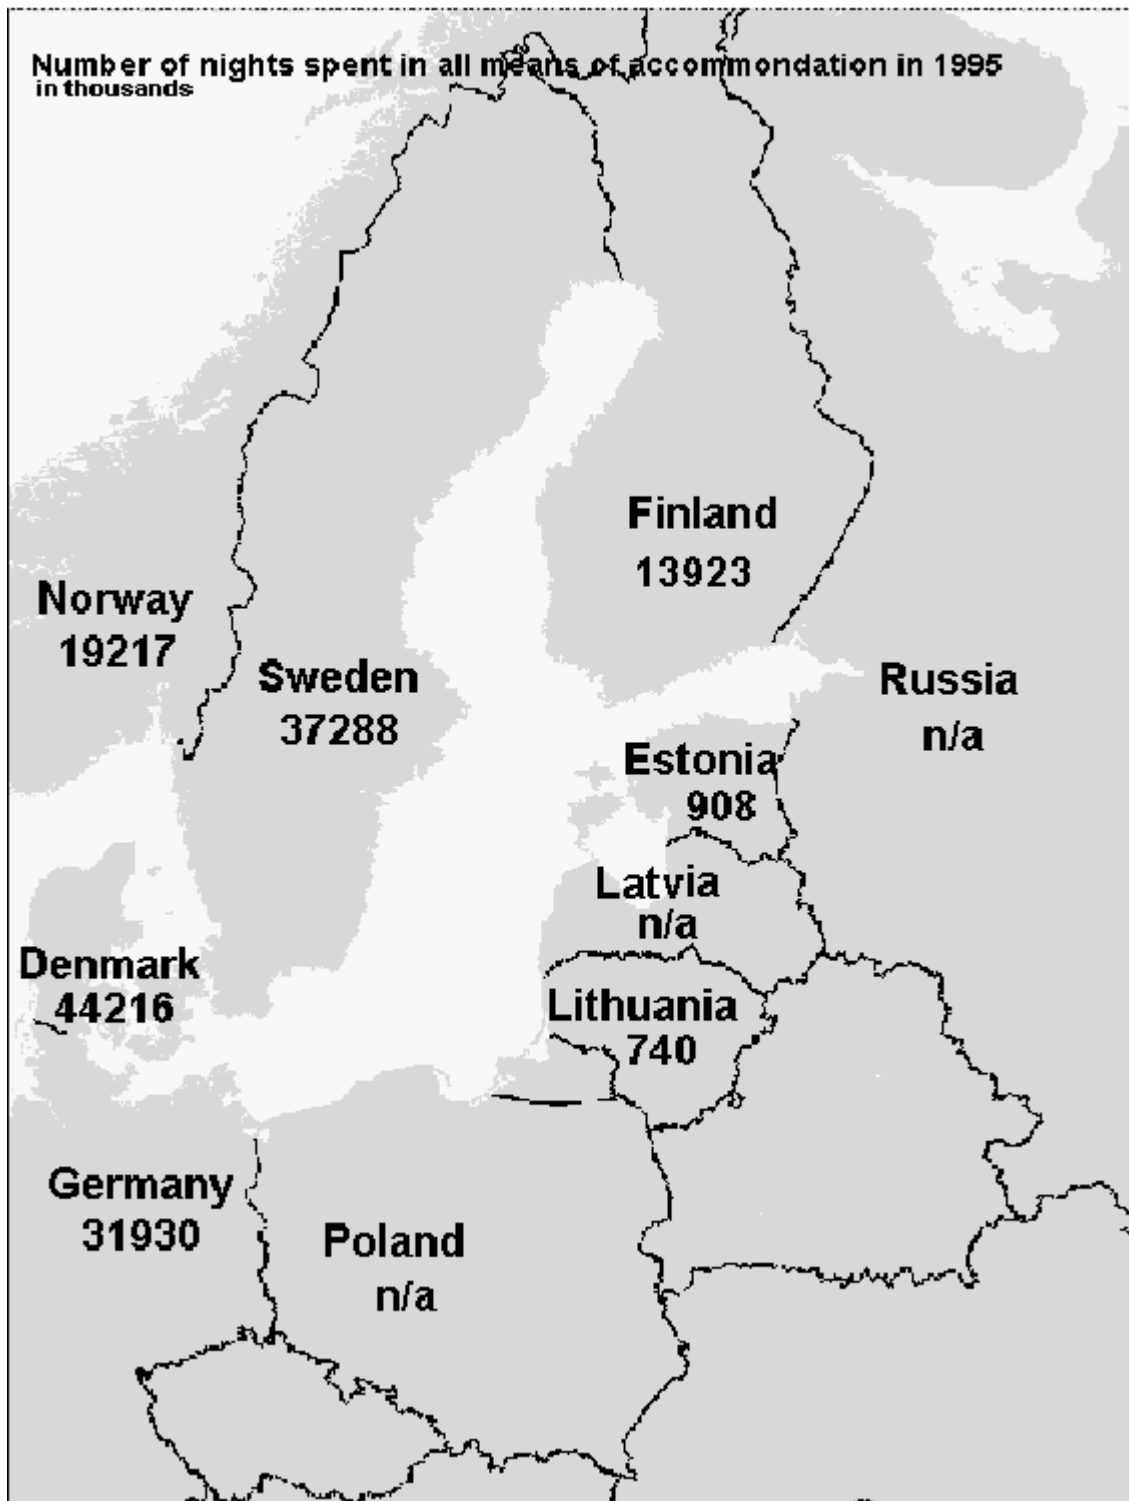 Number of nights spent in all means of accommondation in 1995
in thousands
Finland
13923
Norway
19217
Sweden
37288
Russia
n/a
Estonia
908
Latvia
n/a
Denmark
44216
Lithuania
740
Germany
31930
Poland
n/a